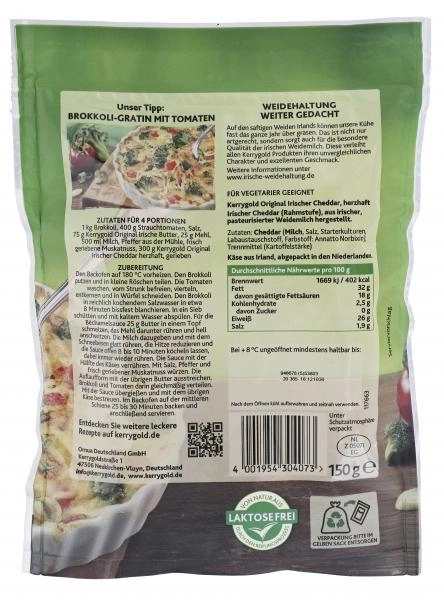 Unser Tipp:
BROKKOLI-GRATIN MIT TOMATEN
ZUTATEN FÜR 4 PORTIONEN
1 kg Brokkoli, 400 g Strauchtomaten, Salz,
75 g Kerrygold Original Irische Butter, 25 g Mehl,
500 ml Milch, Pfeffer aus der Mühle, frisch
geriebene Muskatnuss, 300 g Kerrygold Original
Irischer Cheddar, herzhaft, gerieben
ZUBEREITUNG
Den Backofen auf 180 °C vorheizen. Den Brokkoli
putzen und in kleine Röschen teilen. Die Tomaten
waschen, vom Strunk befreien, vierteln,
entkernen und in Würfel schneiden. Den Brokkoli
in reichlich kochendem Salzwasser in etwa
8 Minuten bissfest blanchieren. In ein Sieb
schütten und mit kaltem Wasser abspülen. Für die
Béchamelsauce 25 g Butter in einem Topf
schmelzen, das Mehl darunter rühren und hell
anschwitzen. Die Milch dazugeben und mit dem
Schneebesen glatt rühren, die Hitze reduzieren und
die Sauce offen 8 bis 10 Minuten köcheln lassen,
dabei immer wieder rühren. Die Sauce mit der
Hälfte des Käses verrühren. Mit Salz, Pfeffer und
frisch geriebener Muskatnuss würzen. Die
Auflaufform mit der übrigen Butter ausstreichen,
Brokkoli und Tomaten darin gleichmäßig verteilen.
Mit der Sauce übergießen und mit dem übrigen
Käse bestreuen. Im Backofen auf der mittleren
Schiene 25 bis 30 Minuten backen und
anschließend servieren.
Entdecken Sie weitere leckere
Rezepte auf kerrygold.de
Ornua Deutschland GmbH
Kerrygoldstraße 1
47506 Neukirchen-Vluyn, Deutschland
info@kerrygold.de, www.kerrygold.de
WEIDEHALTUNG
WEITER GEDACHT
Auf den saftigen Weiden Irlands können unsere Kühe
fast das ganze Jahr über grasen. Das ist nicht nur
artgerecht, sondern sorgt auch für die besondere
Qualität der irischen Weidemilch. Diese verleiht
allen Kerrygold Produkten ihren unvergleichlichen
Charakter und exzellenten Geschmack.
Weitere Informationen unter:
www.irische-weidehaltung.de
FÜR VEGETARIER GEEIGNET
Kerrygold Original Irischer Cheddar, herzhaft
Irischer Cheddar (Rahmstufe), aus irischer,
pasteurisierter Weidemilch hergestellt.
Zutaten: Cheddar (Milch, Salz, Starterkulturen,
Labaustauschstoff, Farbstoff: Annatto Norbixin)
Trennmittel (Kartoffelstärke)
Käse aus Irland, abgepackt in den Niederlanden.
Durchschnittliche Nährwerte pro 100 g
Brennwert 1669 kJ / 402 kcal
Fett 32 g
davon gesättigte Fettsäuren 18 g
Kohlenhydrate 2,5 g
davon Zucker 0 g
Eiweiß 26 g
Salz 1,9 g
Bei + 8 °C ungeöffnet mindestens haltbar bis:
Nach dem Öffnen kühl aufbewahren und zeitnah verwenden.
4 001954 304073 >
Unter
Schutzatmosphäre
verpackt
NL
Z 0507I
EG
150 g e
VON NATUR AUS
LAKTOSEFREI
VERPACKUNG BITTE IM
GELBEN SACK ENTSORGEN